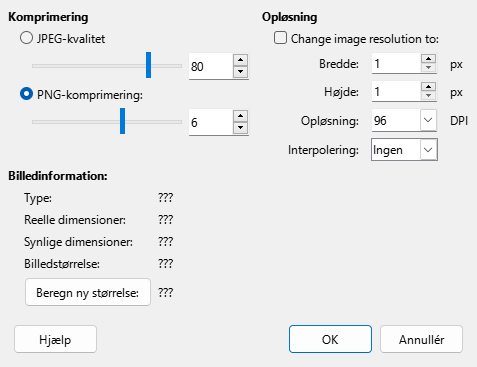 Komprimering
JPEG-kvalitet
80
PNG-komprimering:
6
Opløsning
Change image resolution to:
Bredde: 1 px
Højde: 1 px
Opløsning: 96 DPI
Interpolering: Ingen
Billedinformation:
Type: ???
Reelle dimensioner: ???
Synlige dimensioner: ???
Billedstørrelse: ???
Beregn ny størrelse: ???
Hjælp OK Annullér